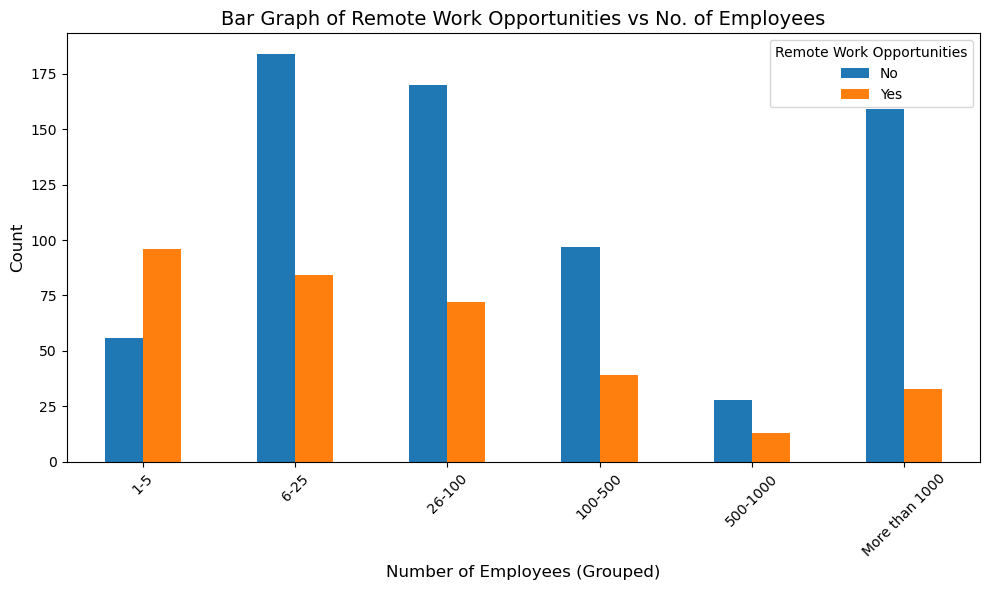 Bar Graph of Remote Work Opportunities vs No. of Employees
Remote Work Opportunities
No
Yes
175
150
125
100
75
50
25
0
Count
1-5
6-25
26-100
100-500
500-1000
More than 1000
Number of Employees (Grouped)